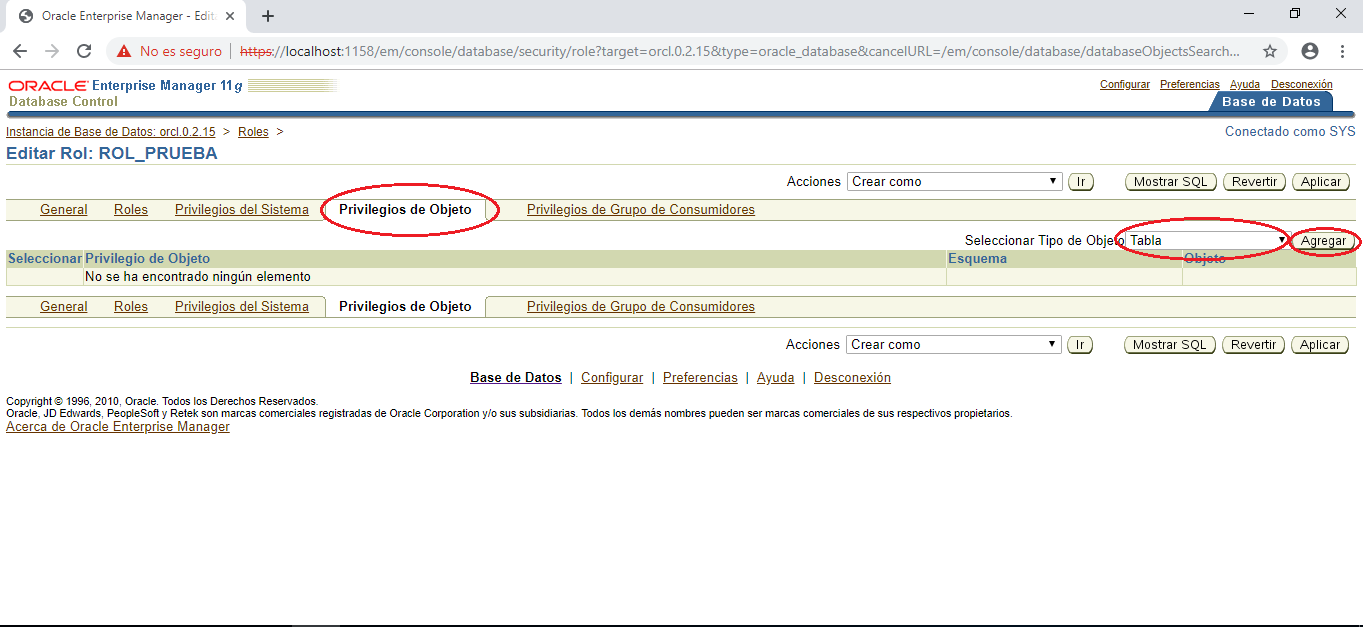 Oracle Enterprise Manager - Edit
No es seguro | https://localhost:1158/em/console/database/security/role?target=orcl.0.2.15&type=oracle_database&cancelURL=/em/console/database/databaseObjectsSearch...
ORACLE Enterprise Manager 11g
Database Control
Configurar Preferencias Ayuda Desconexión
Base de Datos
Instancia de Base de Datos: orcl.0.2.15 > Roles >
Conectado como SYS
Editar Rol: ROL_PRUEBA
Acciones Crear como Ir Mostrar SQL Revertir Aplicar
General Roles Privilegios del Sistema Privilegios de Objeto Privilegios de Grupo de Consumidores
Seleccionar Tipo de Objeto Tabla Agregar
Seleccionar Privilegio de Objeto Esquema Objeto
No se ha encontrado ningún elemento
General Roles Privilegios del Sistema Privilegios de Objeto Privilegios de Grupo de Consumidores
Acciones Crear como Ir Mostrar SQL Revertir Aplicar
Base de Datos | Configurar | Preferencias | Ayuda | Desconexión
Copyright © 1996, 2010, Oracle. Todos los Derechos Reservados.
Oracle, JD Edwards, PeopleSoft y Retek son marcas comerciales registradas de Oracle Corporation y/o sus subsidiarias. Todos los demás nombres pueden ser marcas comerciales de sus respectivos propietarios.
Acerca de Oracle Enterprise Manager